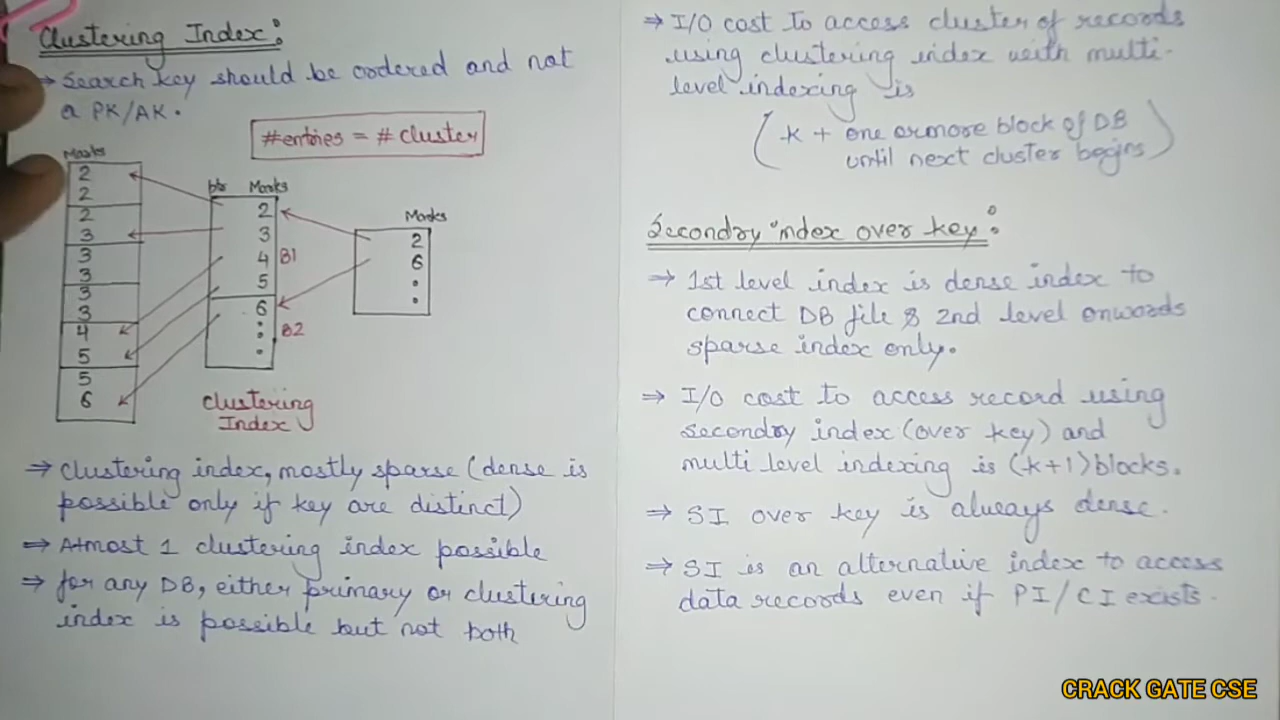 Clustering Index:
→ Search key should be ordered and not
a PK/AK.
#entries = #cluster
Marks
2
2
2
3
3
3
3
3
4
5
5
6
Marks
2
3
4
5
6
B1
B2
Marks
2
6
Clustering
Index
⇒ Clustering index, mostly sparse (dense is
possible only if key are distinct)
⇒ Atmost 1 clustering index possible
⇒ for any DB, either primary or clustering
index is possible but not both
⇒ I/O cost to access cluster of records
using clustering index with multi-
level indexing is
(k + one or more block of DB
until next cluster begins)
Secondry index over key:
⇒ 1st level index is dense index to
connect DB file & 2nd level onwards
sparse index only.
⇒ I/O cost to access record using
secondry index (over key) and
multi level indexing is (k+1) blocks.
⇒ SI over key is always dense.
⇒ SI is an alternative index to access
data records even if PI/CI exists.
CRACK GATE CSE